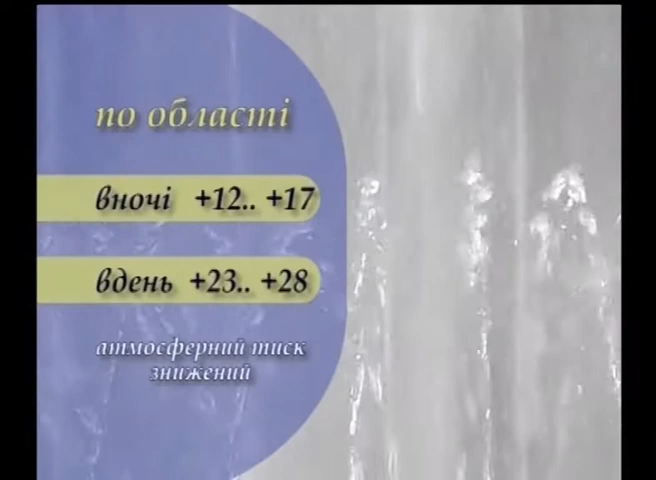 по області
вночі +12.. +17
вдень +23.. +28
атмосферний тиск
знижений